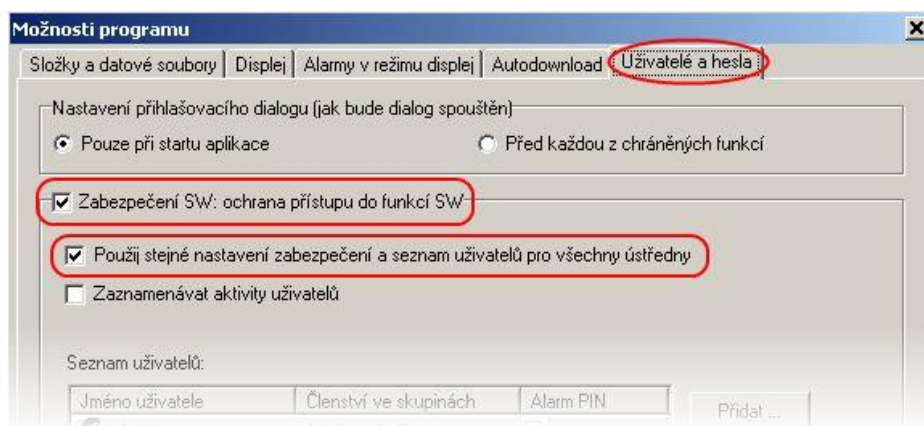 Možnosti programu
Složky a datové soubory Displej Alarmy v režimu displej Autodownload Uživatelé a hesla
Nastavení přihlašovacího dialogu (jak bude dialog spouštěn)
Pouze při startu aplikace Před každou z chráněných funkcí
Zabezpečení SW: ochrana přístupu do funkcí SW
Použij stejné nastavení zabezpečení a seznam uživatelů pro všechny ústředny
Zaznamenávat aktivity uživatelů
Seznam uživatelů:
Jméno uživatele Členství ve skupinách Alarm PIN Přidat ...